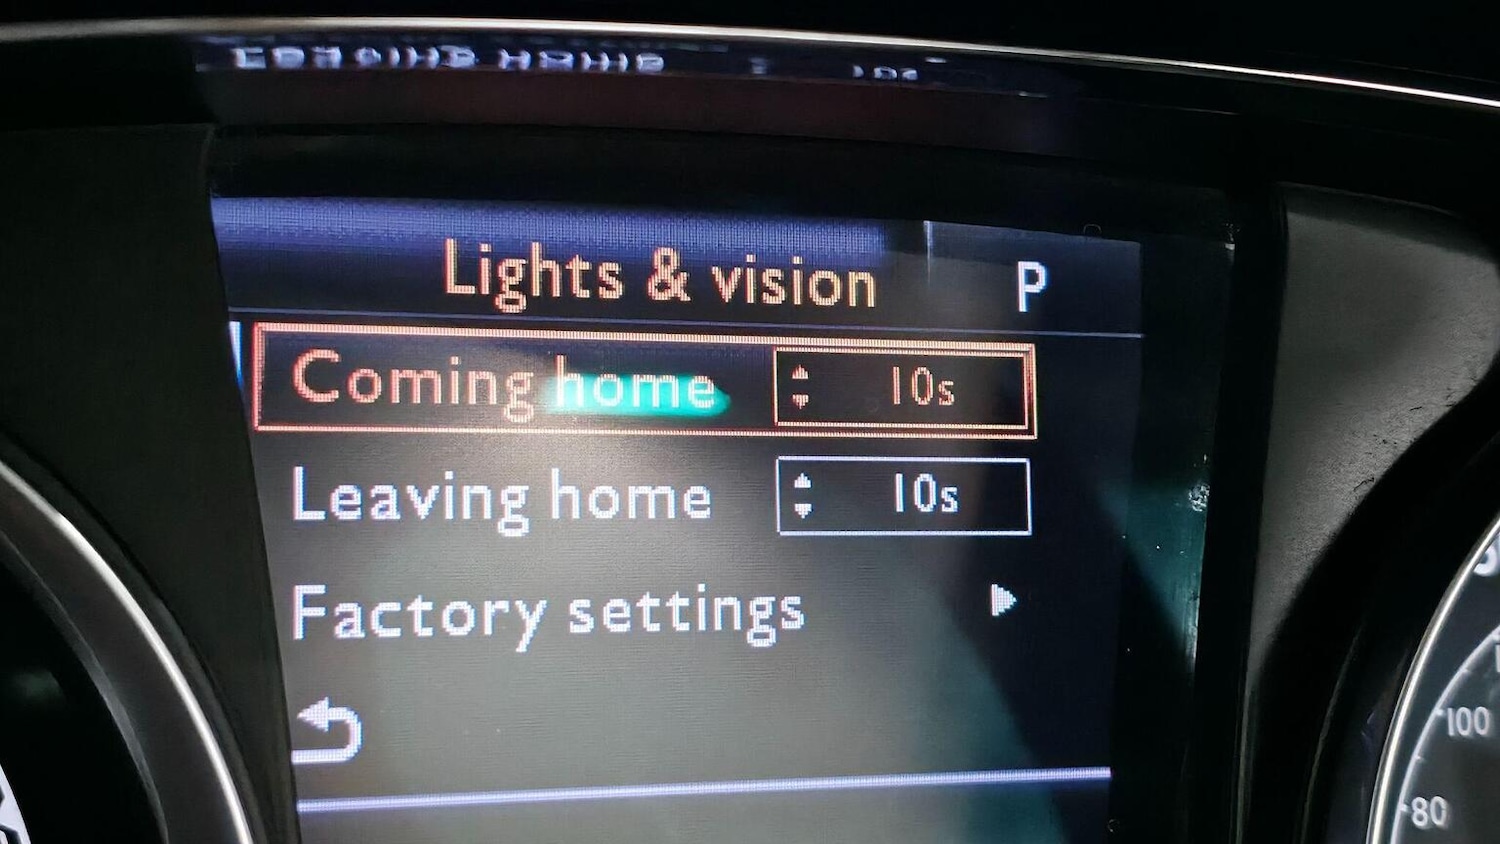 Lights & vision P
Coming home 10s
Leaving home 10s
Factory settings
100
80